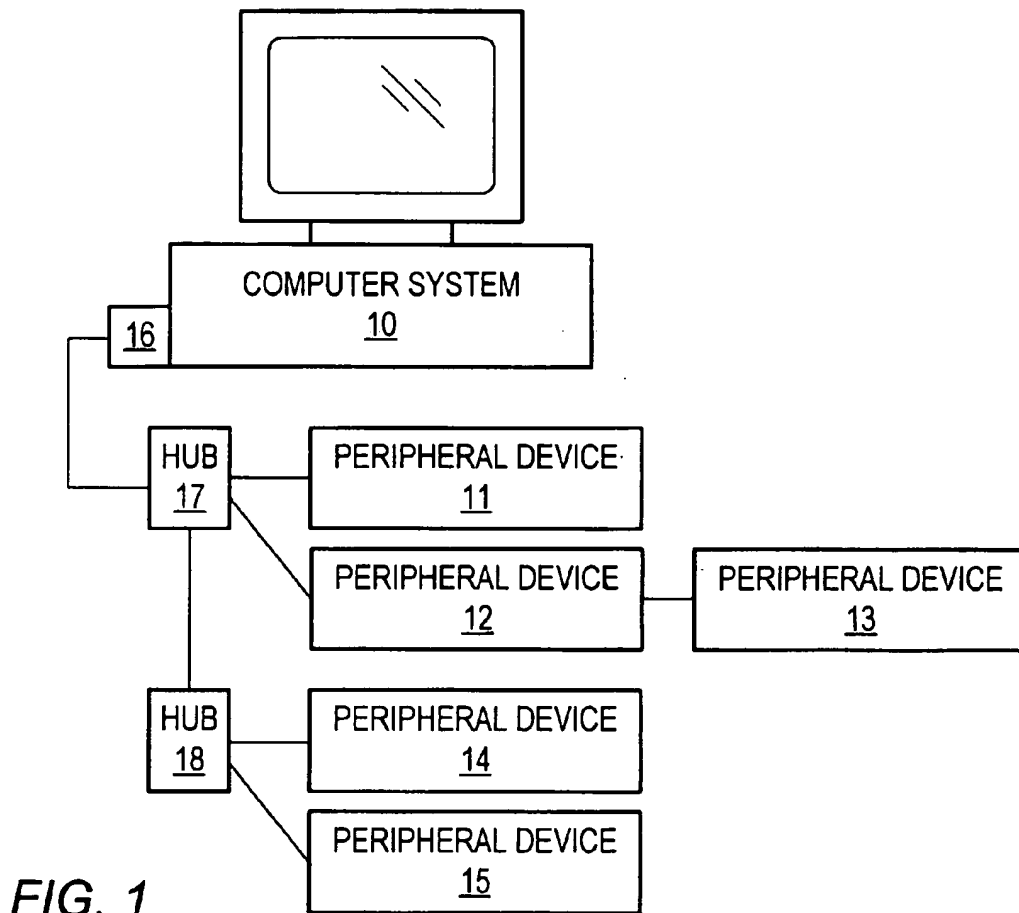 COMPUTER SYSTEM
10
16
HUB
17
PERIPHERAL DEVICE
11
PERIPHERAL DEVICE
12
PERIPHERAL DEVICE
13
HUB
18
PERIPHERAL DEVICE
14
PERIPHERAL DEVICE
15
FIG. 1